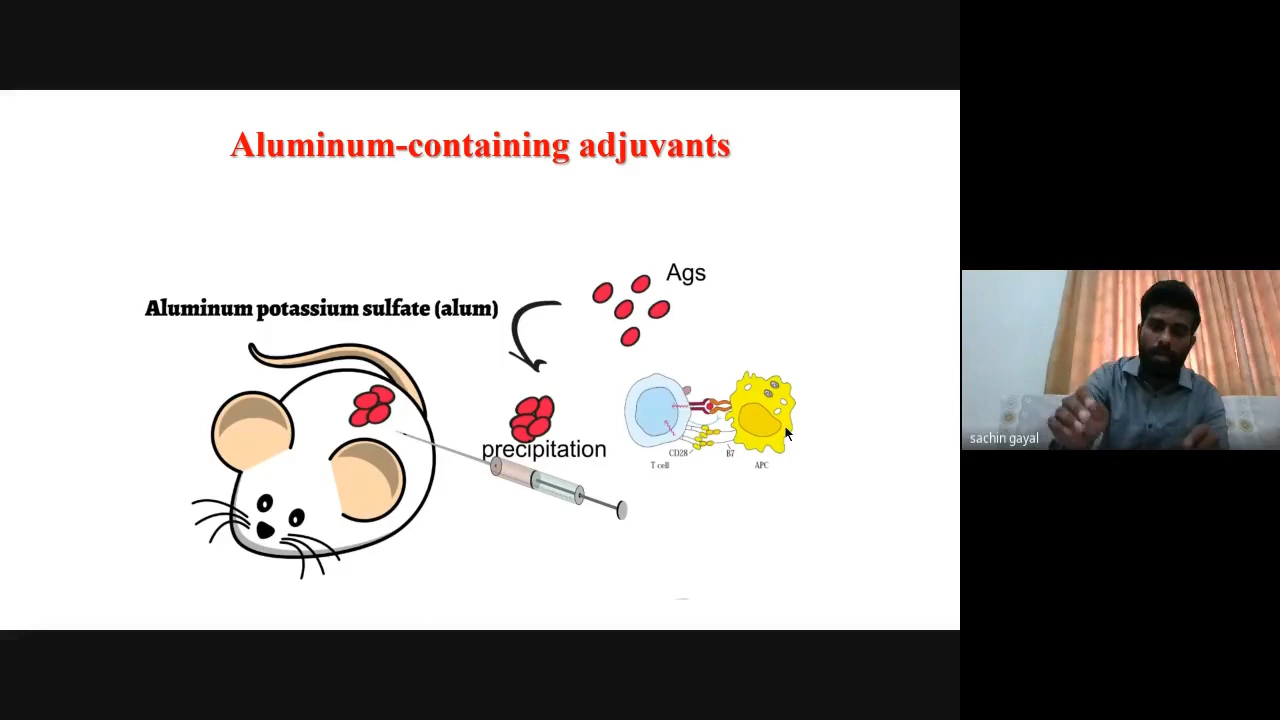 Aluminum-containing adjuvants
Ags
Aluminum potassium sulfate (alum)
precipitation
CD28
B7
T cell
APC
sachin gayal